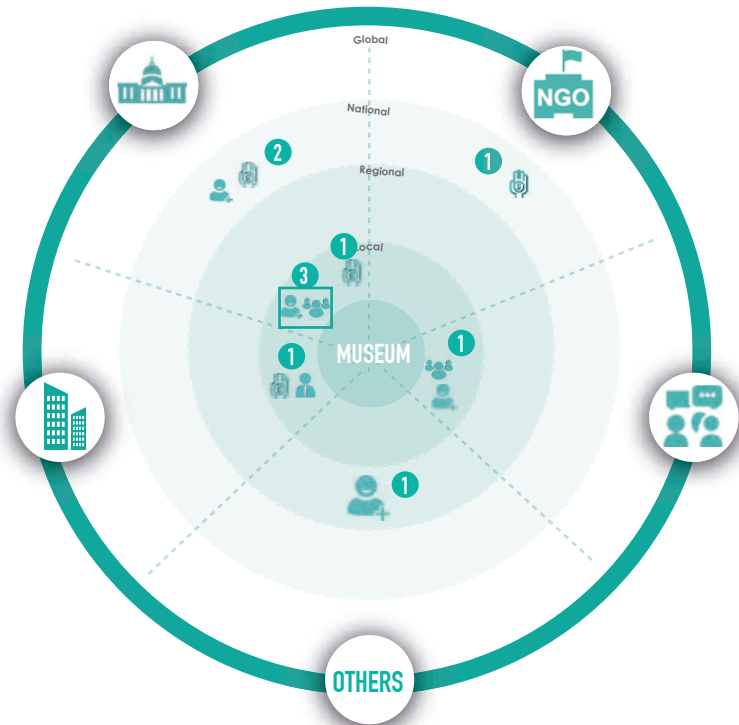 Global
NGO
National
2
1
Regional
1
Local
3
MUSEUM
1
1
1
OTHERS